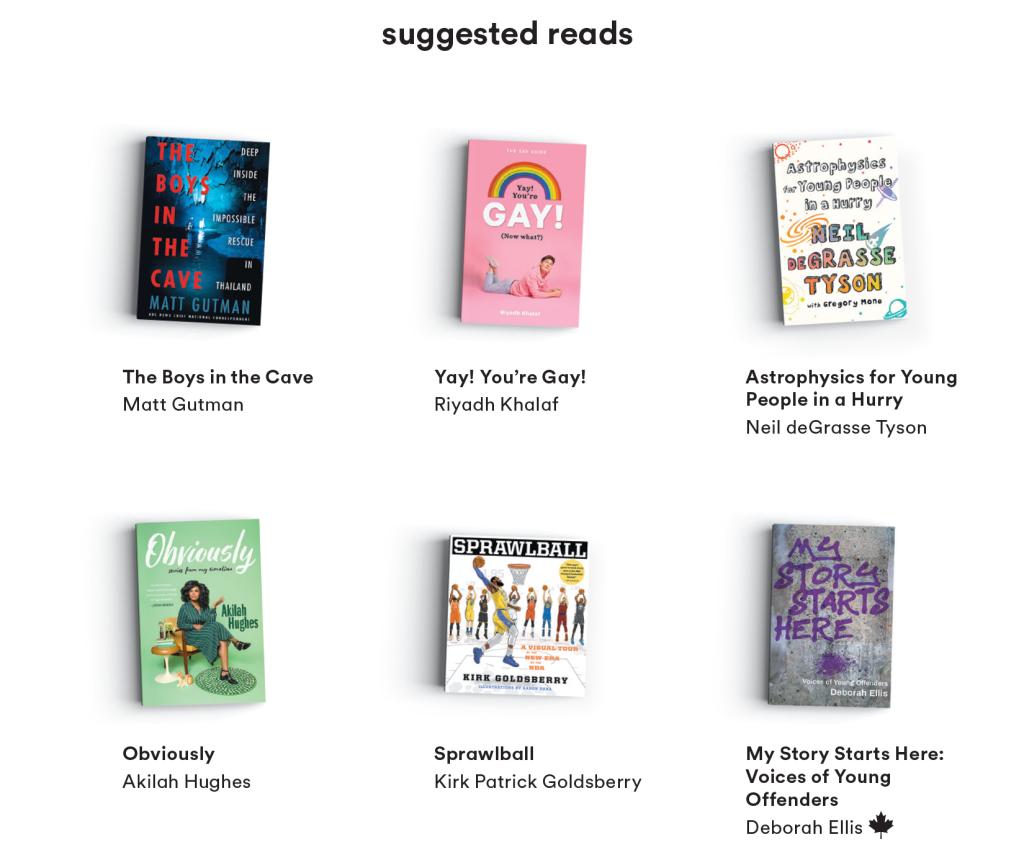 suggested reads
THE
BOYS
IN
THE
CAVE
DEEP
INSIDE
THE
IMPOSSIBLE
RESCUE
IN
THAILAND
MATT GUTMAN
ABC NEWS CHIEF NATIONAL CORRESPONDENT
THE GAY GUIDE
Yay!
You're
GAY!
(Now what?)
Riyadh Khalaf
Astrophysics
for Young People
in a Hurry
NEIL
DEGRASSE
TYSON
with Gregory Mone
The Boys in the Cave
Matt Gutman
Yay! You’re Gay!
Riyadh Khalaf
Astrophysics for Young
People in a Hurry
Neil deGrasse Tyson
Obviously
stories from my timeline
Akilah
Hughes
SPRAWLBALL
A VISUAL TOUR
OF THE
NEW ERA
OF THE
NBA
KIRK GOLDSBERRY
ILLUSTRATIONS BY AARON DANA
MY
STORY
STARTS
HERE
Voices of Young Offenders
Deborah Ellis
Obviously
Akilah Hughes
Sprawlball
Kirk Patrick Goldsberry
My Story Starts Here:
Voices of Young
Offenders
Deborah Ellis